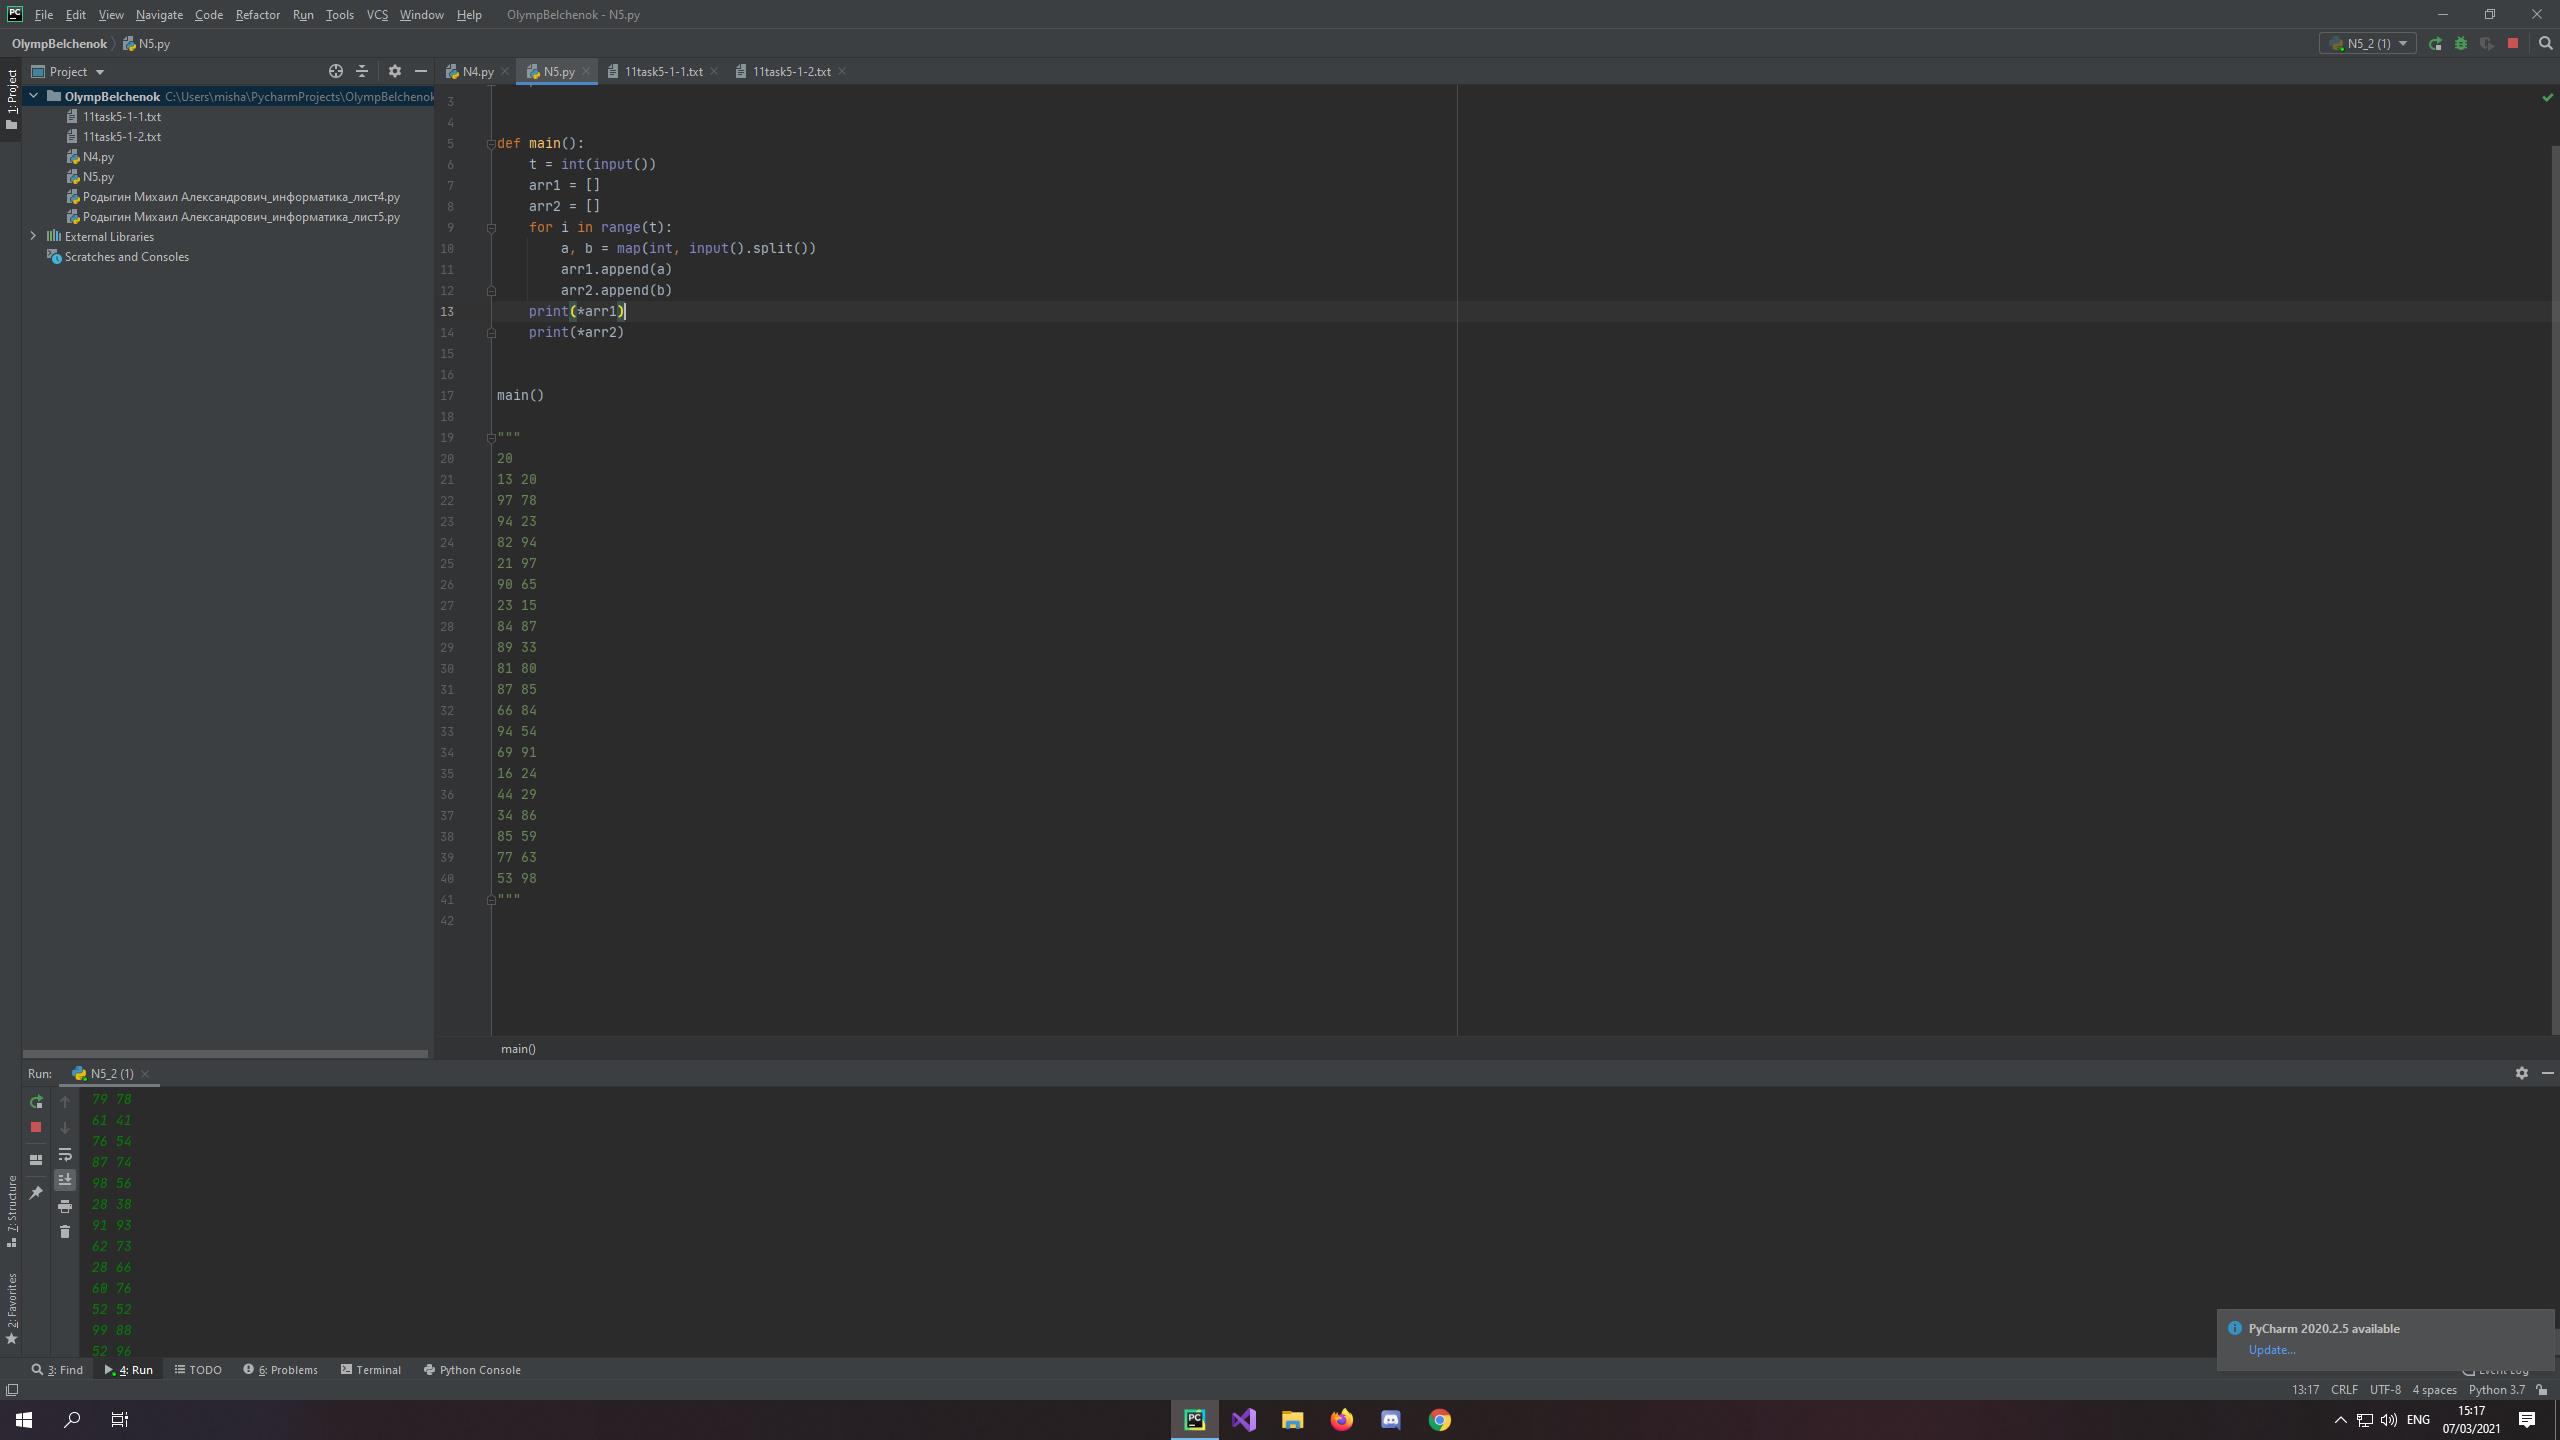 File Edit View Navigate Code Refactor Run Tools VCS Window Help OlympBelchenok - N5.py
OlympBelchenok N5.py
N5_2 (1)
Project
N4.py N5.py 11task5-1-1.txt 11task5-1-2.txt
1: Project
OlympBelchenok C:\Users\misha\PycharmProjects\OlympBelchenok
11task5-1-1.txt
11task5-1-2.txt
N4.py
N5.py
Родыгин Михаил Александрович_информатика_лист4.py
Родыгин Михаил Александрович_информатика_лист5.py
External Libraries
Scratches and Consoles
3
4
5 def main():
6 t = int(input())
7 arr1 = []
8 arr2 = []
9 for i in range(t):
10 a, b = map(int, input().split())
11 arr1.append(a)
12 arr2.append(b)
13 print(*arr1)
14 print(*arr2)
15
16
17 main()
18
19 """
20 20
21 13 20
22 97 78
23 94 23
24 82 94
25 21 97
26 90 65
27 23 15
28 84 87
29 89 33
30 81 80
31 87 85
32 66 84
33 94 54
34 69 91
35 16 24
36 44 29
37 34 86
38 85 59
39 77 63
40 53 98
41 """
42
main()
Run: N5_2 (1)
79 78
61 41
76 54
87 74
98 56
28 38
91 93
62 73
28 66
60 76
52 52
99 88
52 96
7: Structure
2: Favorites
PyCharm 2020.2.5 available
Update...
3: Find 4: Run TODO 6: Problems Terminal Python Console Event Log
13:17 CRLF UTF-8 4 spaces Python 3.7
ENG
15:17
07/03/2021